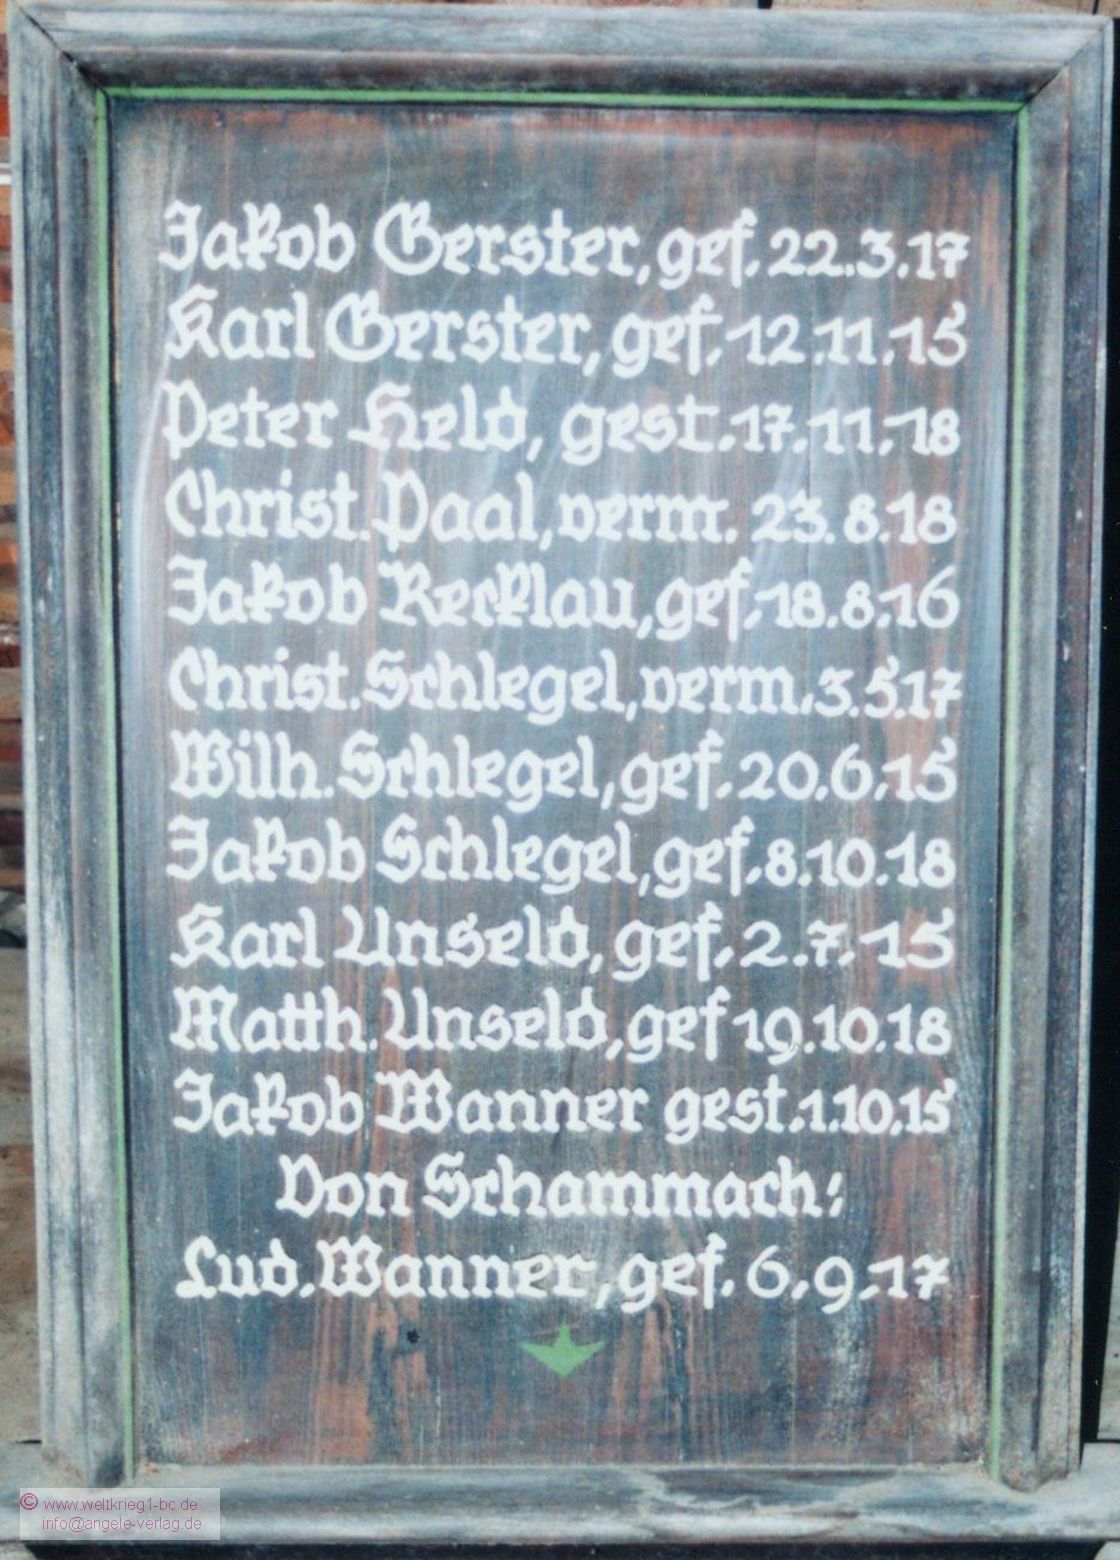 Jakob Gerster, gef. 22.3.17
Karl Gerster, gef. 12.11.15
Peter Held, gest. 17.11.18
Christ. Paal, verm. 23.8.18
Jakob Recklau, gef. 18.8.16
Christ. Schlegel, verm. 3.5.17
Wilh. Schlegel, gef. 20.6.15
Jakob Schlegel, gef. 8.10.18
Karl Unseld, gef. 2.7.15
Matth. Unseld, gef 19.10.18
Jakob Wanner gest. 1.10.15
Von Schammach:
Lud. Wanner, gef. 6.9.17
© www.weltkrieg1-bc.de
info@angele-verlag.de